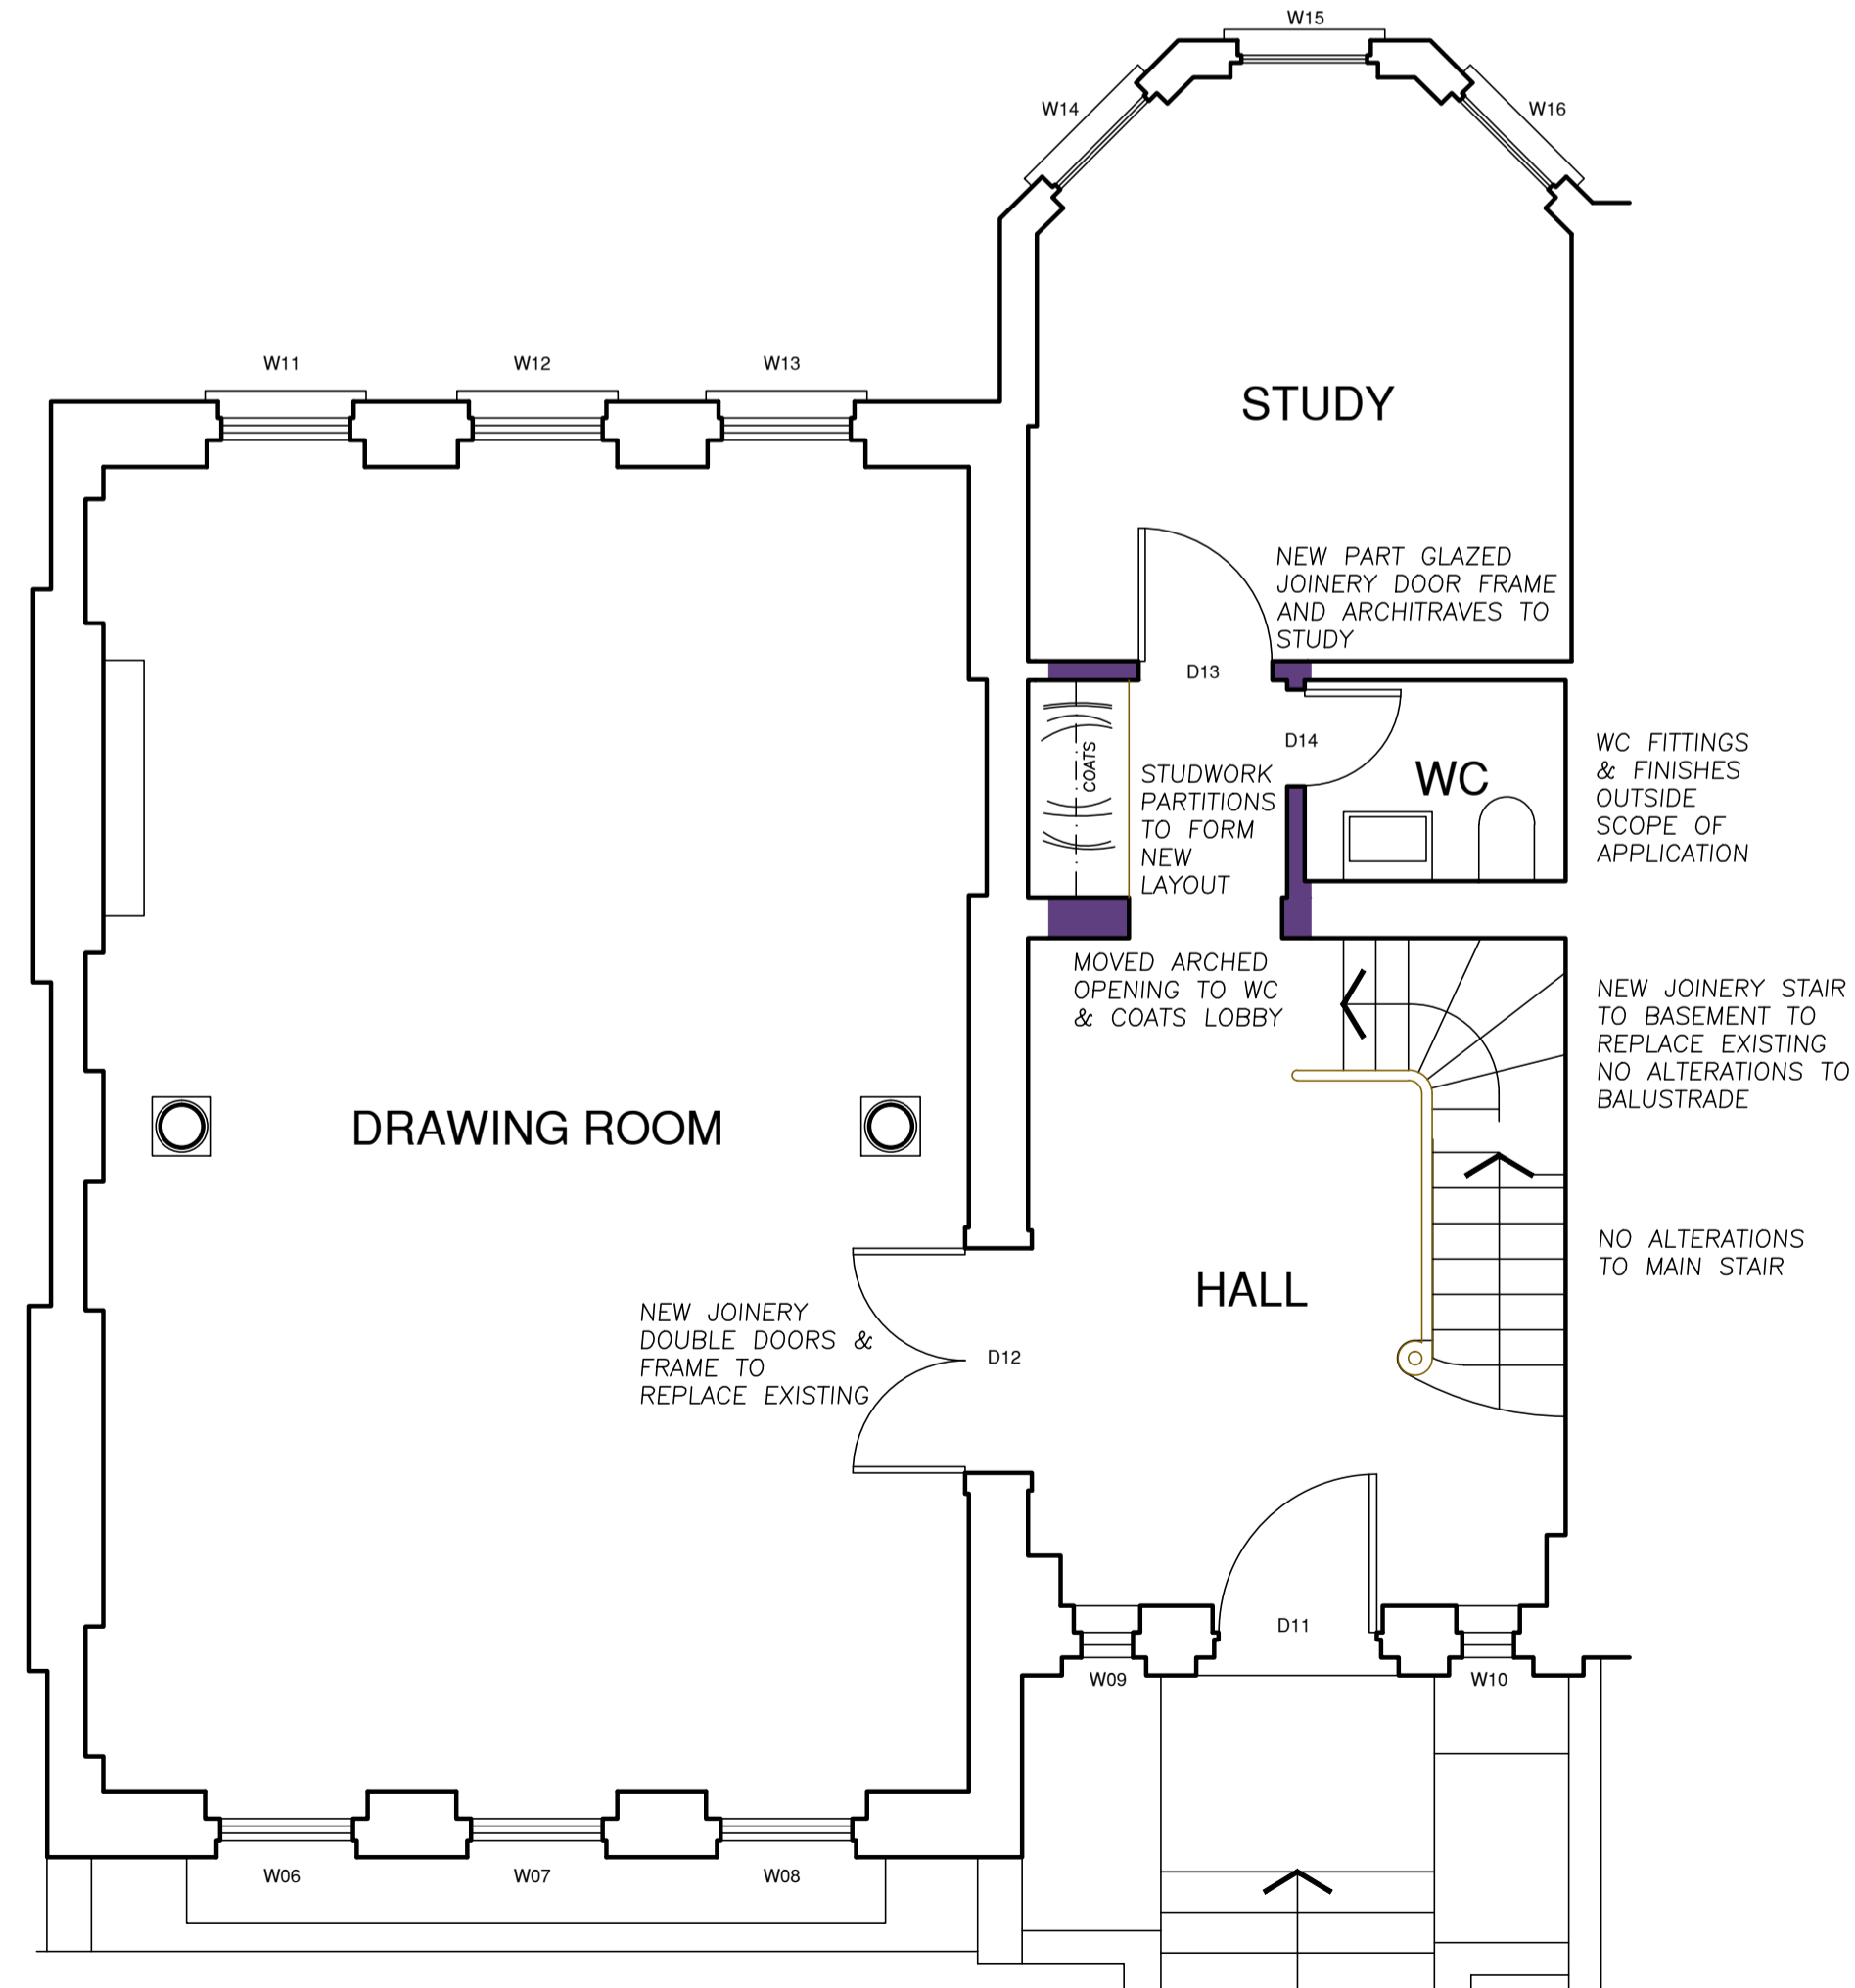 W15
W14
W16
W11
W12
W13
STUDY
NEW PART GLAZED
JOINERY DOOR FRAME
AND ARCHITRAVES TO
STUDY
D13
D14
COATS
STUDWORK
PARTITIONS
TO FORM
NEW
LAYOUT
WC
WC FITTINGS
& FINISHES
OUTSIDE
SCOPE OF
APPLICATION
MOVED ARCHED
OPENING TO WC
& COATS LOBBY
NEW JOINERY STAIR
TO BASEMENT TO
REPLACE EXISTING
NO ALTERATIONS TO
BALUSTRADE
DRAWING ROOM
NO ALTERATIONS
TO MAIN STAIR
HALL
NEW JOINERY
DOUBLE DOORS &
FRAME TO
REPLACE EXISTING
D12
D11
W09
W10
W06
W07
W08